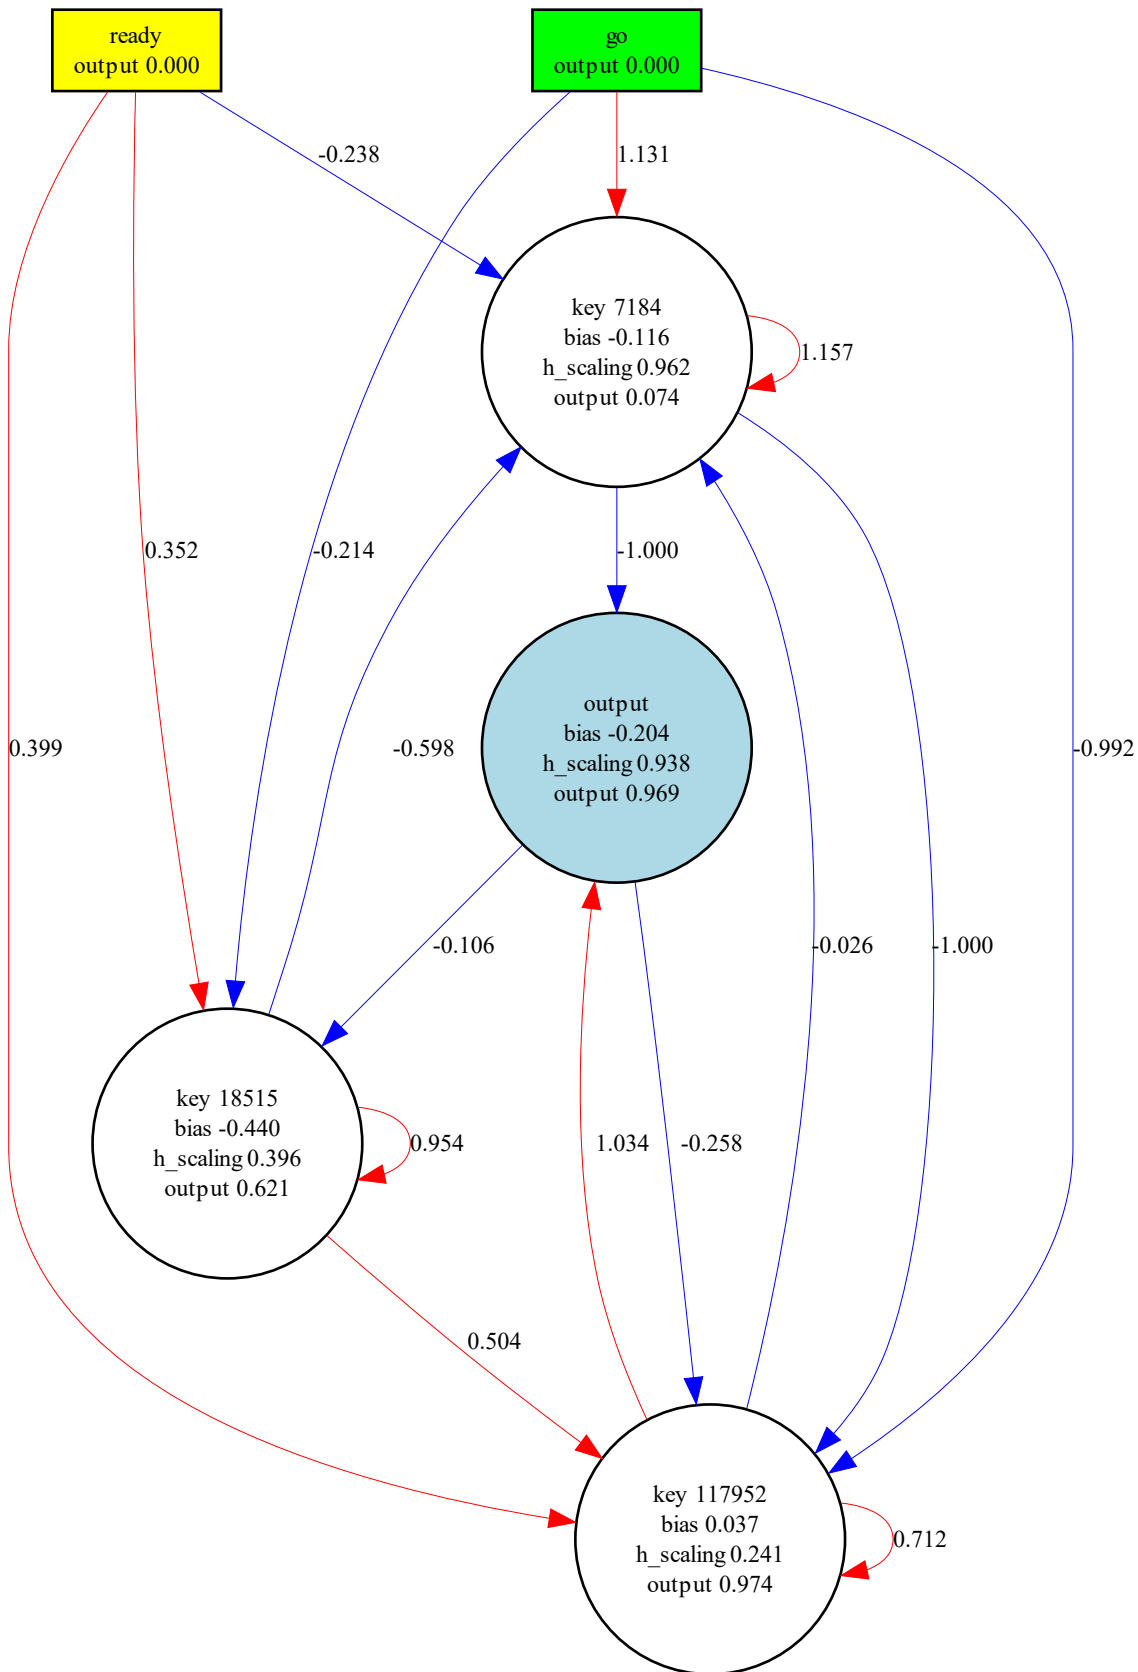 ready
output 0.000
go
output 0.000
-0.238
1.131
key 7184
bias -0.116
h_scaling 0.962
output 0.074
1.157
0.352
-0.214
-1.000
output
bias -0.204
h_scaling 0.938
output 0.969
0.399
-0.598
-0.992
-0.106
-0.026
-1.000
key 18515
bias -0.440
h_scaling 0.396
output 0.621
0.954
1.034
-0.258
0.504
key 117952
bias 0.037
h_scaling 0.241
output 0.974
0.712